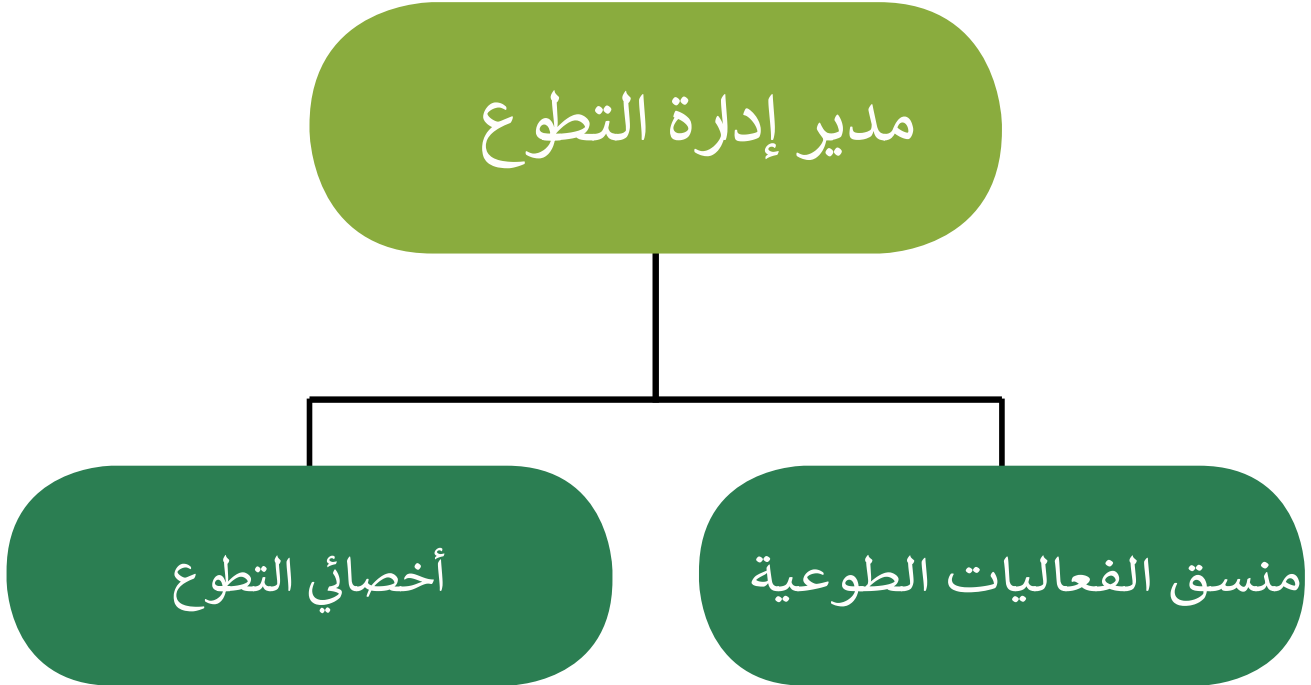 مدير إدارة التطوع
منسق الفعاليات الطوعية
أخصائي التطوع